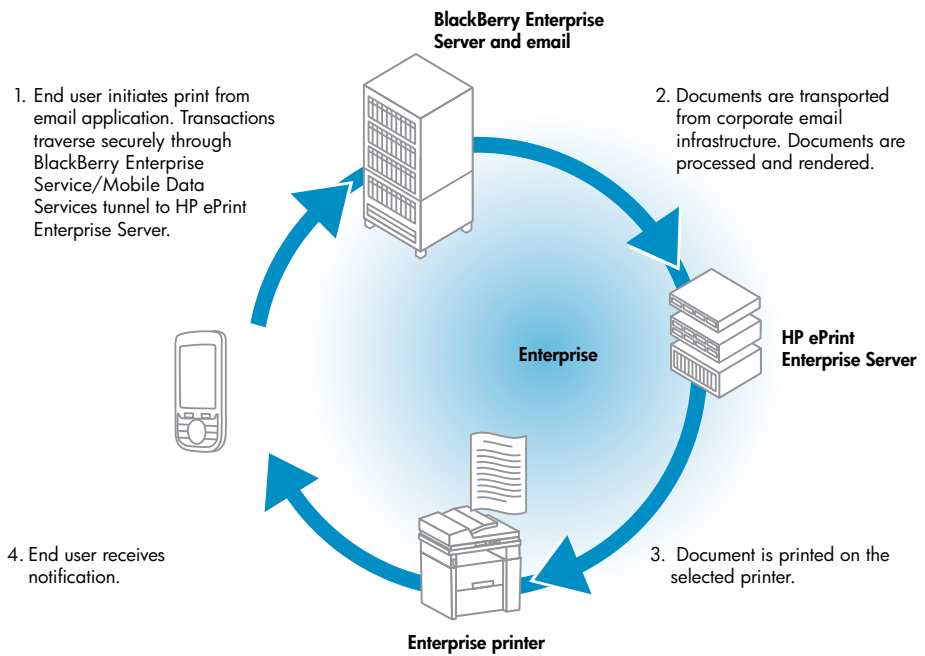 BlackBerry Enterprise
Server and email
1. End user initiates print from
email application. Transactions
traverse securely through
BlackBerry Enterprise
Service/Mobile Data
Services tunnel to HP ePrint
Enterprise Server.
2. Documents are transported
from corporate email
infrastructure. Documents are
processed and rendered.
Enterprise
HP ePrint
Enterprise Server
3. Document is printed on the
selected printer.
4. End user receives
notification.
Enterprise printer